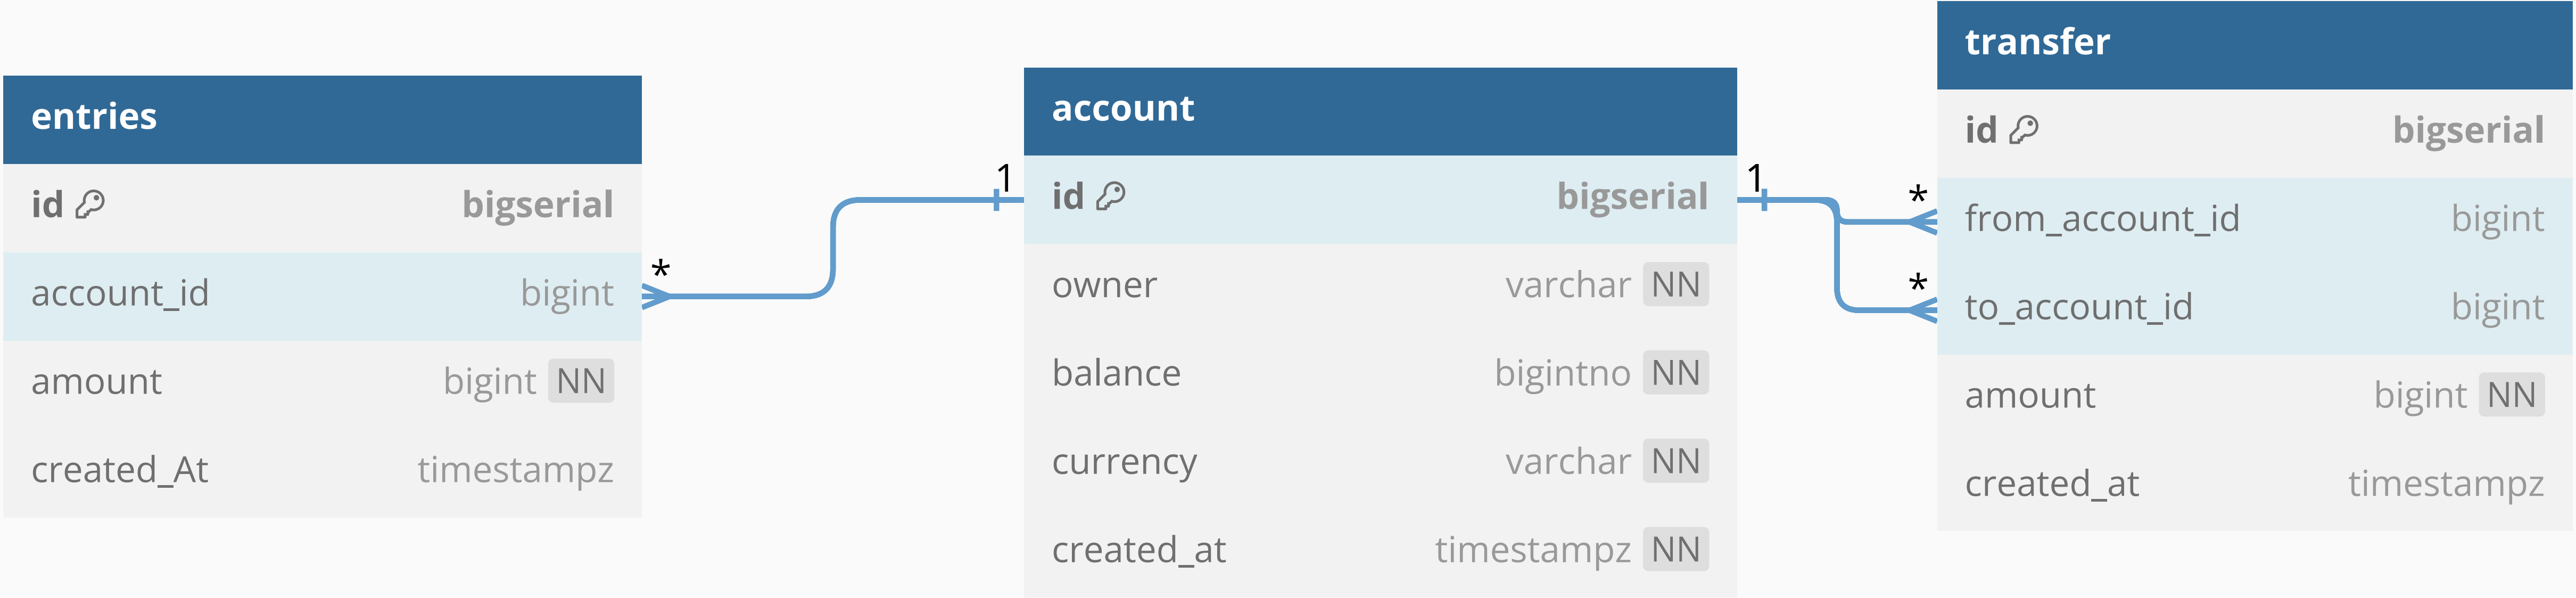 entries
id bigserial
account_id bigint
amount bigint NN
created_At timestampz
1
*
account
id bigserial
owner varchar NN
balance bigintno NN
currency varchar NN
created_at timestampz NN
1
*
*
transfer
id bigserial
from_account_id bigint
to_account_id bigint
amount bigint NN
created_at timestampz